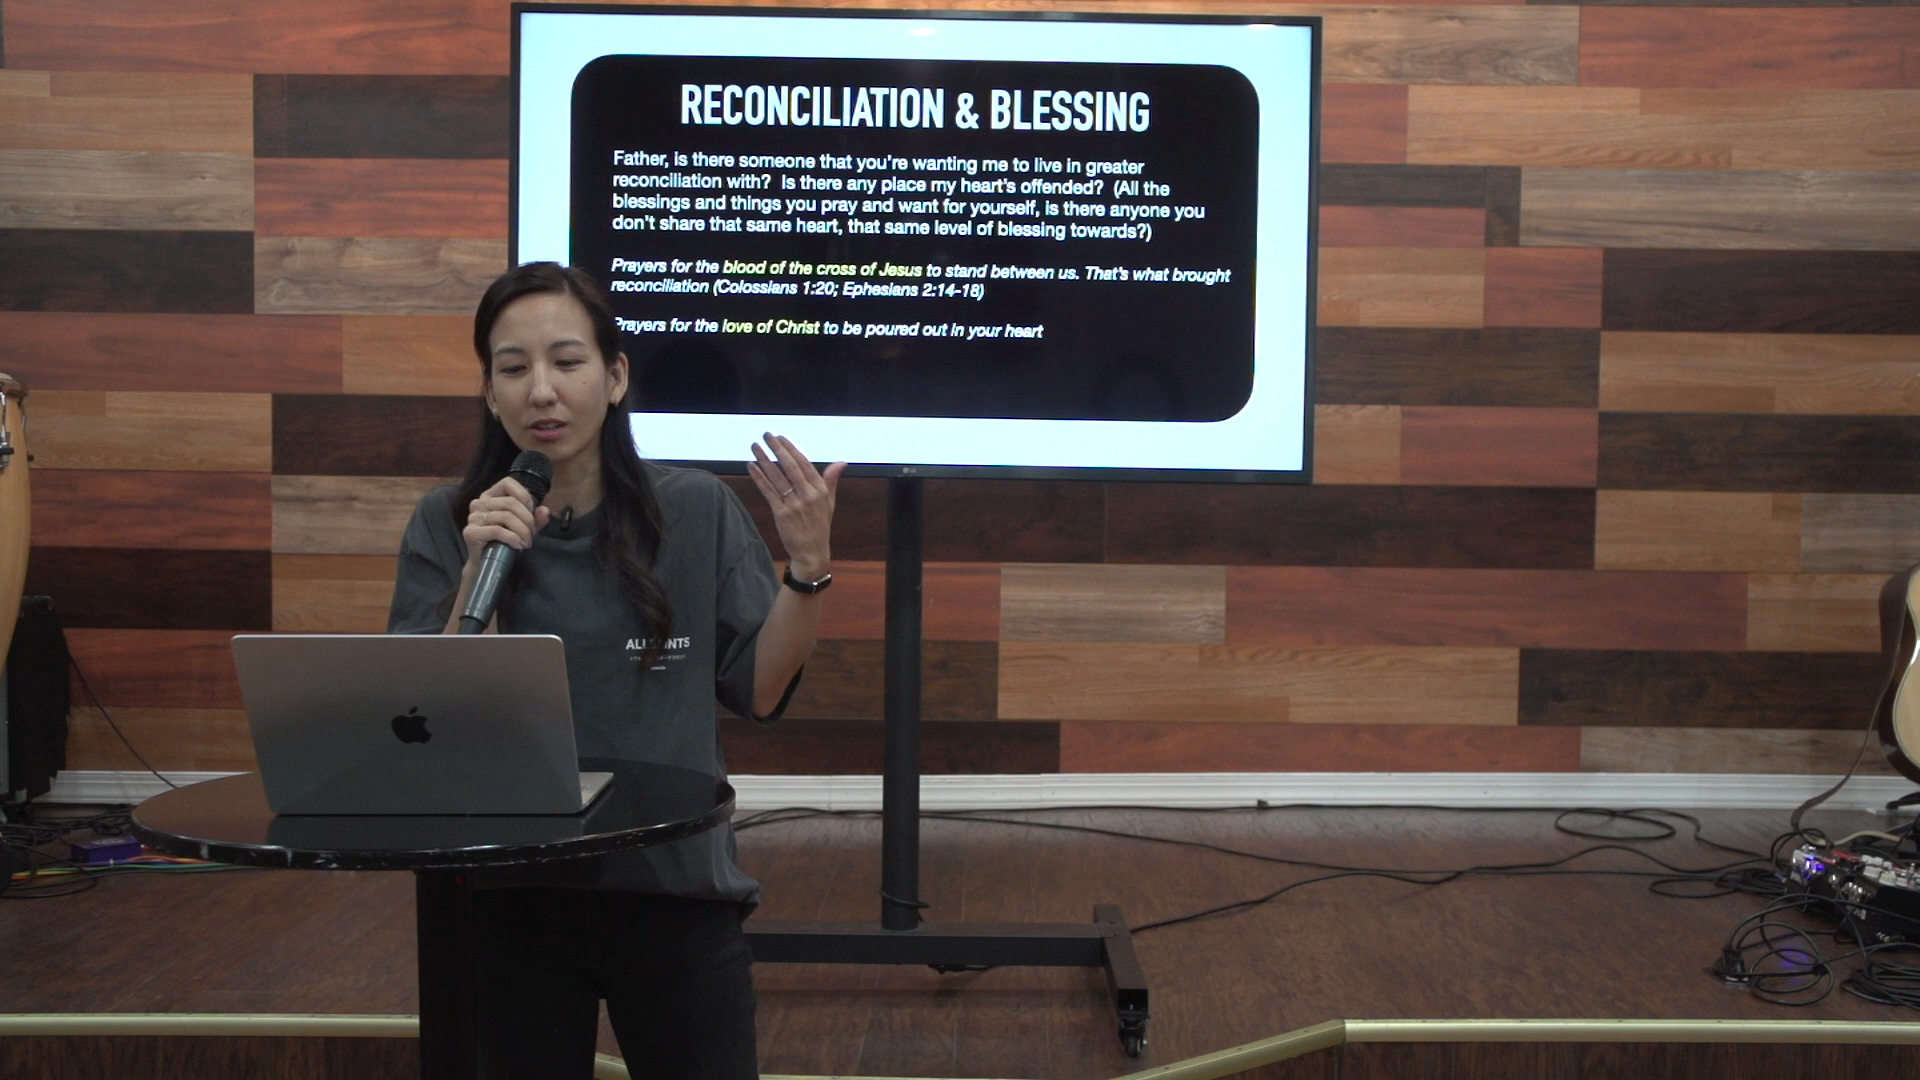 RECONCILIATION & BLESSING
Father, is there someone that you're wanting me to live in greater
reconciliation with?  Is there any place my heart's offended?  (All the
blessings and things you pray and want for yourself, is there anyone you
don't share that same heart, that same level of blessing towards?)
Prayers for the blood of the cross of Jesus to stand between us. That's what brought
reconciliation (Colossians 1:20; Ephesians 2:14-18)
Prayers for the love of Christ to be poured out in your heart
LG
ALLSAINTS